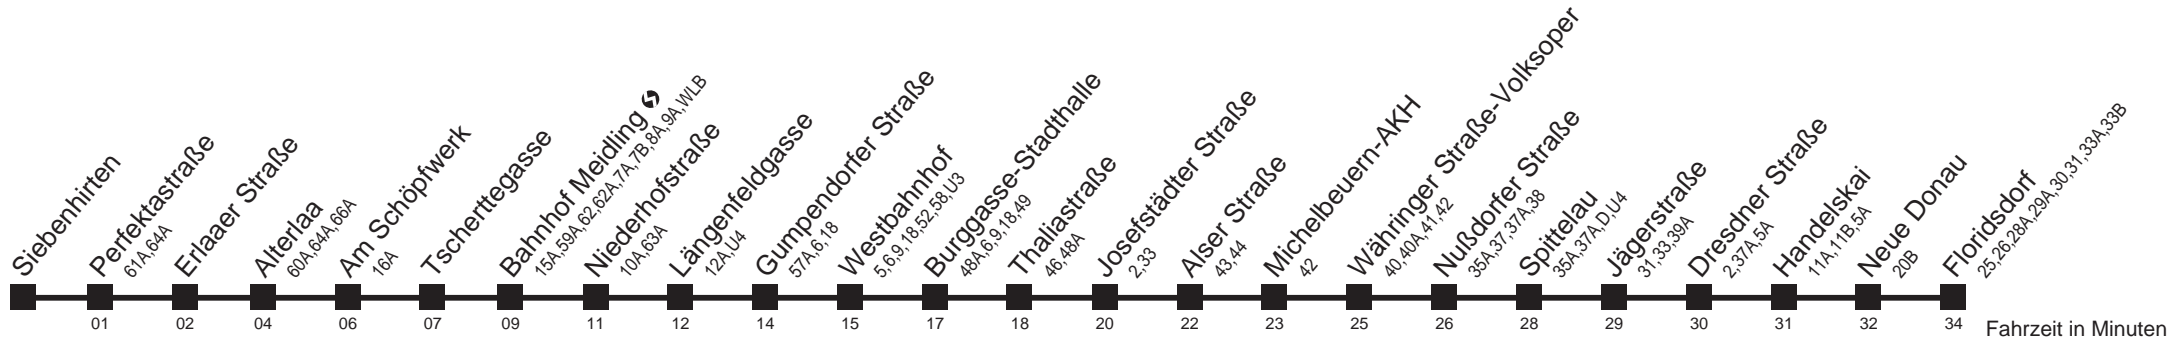 Siebenhirten
Perfektastraße
61A,64A
Erlaaer Straße
Alterlaa
60A,64A,66A
Am Schöpfwerk
16A
Tscherttegasse
Bahnhof Meidling
15A,59A,62,62A,7A,7B,8A,9A,WLB
Niederhofstraße
10A,63A
Längenfeldgasse
12A,U4
Gumpendorfer Straße
57A,6,18
Westbahnhof
5,6,9,18,52,58,U3
Burggasse-Stadthalle
48A,6,9,18,49
Thaliastraße
46,48A
Josefstädter Straße
2,33
Alser Straße
43,44
Michelbeuern-AKH
42
Währinger Straße-Volksoper
40,40A,41,42
Nußdorfer Straße
35A,37,37A,38
Spittelau
35A,37A,D,U4
Jägerstraße
31,33,39A
Dresdner Straße
2,37A,5A
Handelskai
11A,11B,5A
Neue Donau
20B
Floridsdorf
25,26,28A,29A,30,31,33A,33B
01 02 04 06 07 09 11 12 14 15 17 18 20 22 23 25 26 28 29 30 31 32 34 Fahrzeit in Minuten